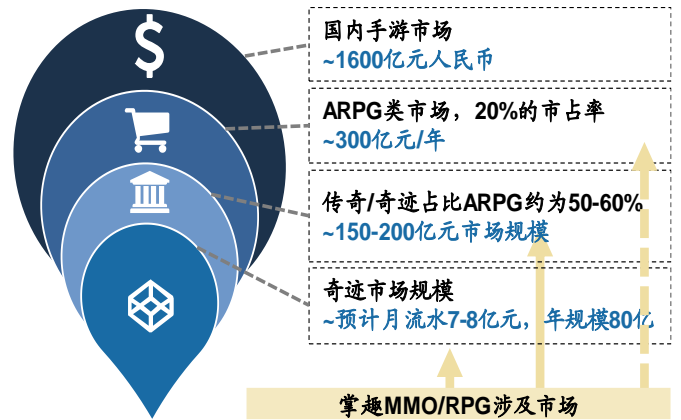 $
国内手游市场
~1600亿元人民币
ARPG类市场，20%的市占率
~300亿元/年
传奇/奇迹占比ARPG约为50-60%
~150-200亿元市场规模
奇迹市场规模
~预计月流水7-8亿元，年规模80亿
掌趣MMO/RPG涉及市场